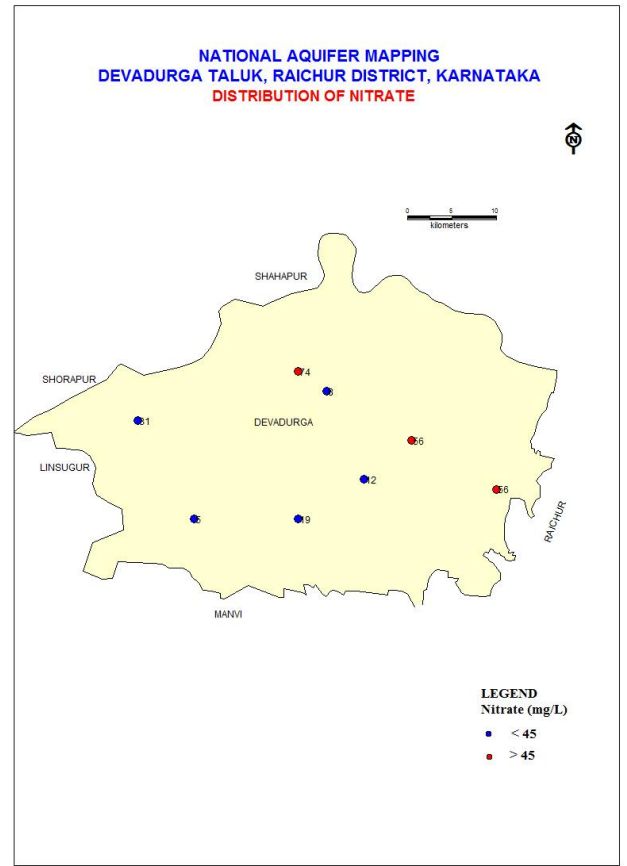 NATIONAL AQUIFER MAPPING
DEVADURGA TALUK, RAICHUR DISTRICT, KARNATAKA
DISTRIBUTION OF NITRATE
N
0 5 10
kilometers
SHAHAPUR
74
SHORAPUR
31
DEVADURGA
56
LINSUGUR
12
56
5
19
RAICHUR
MANVI
LEGEND
Nitrate (mg/L)
< 45
> 45